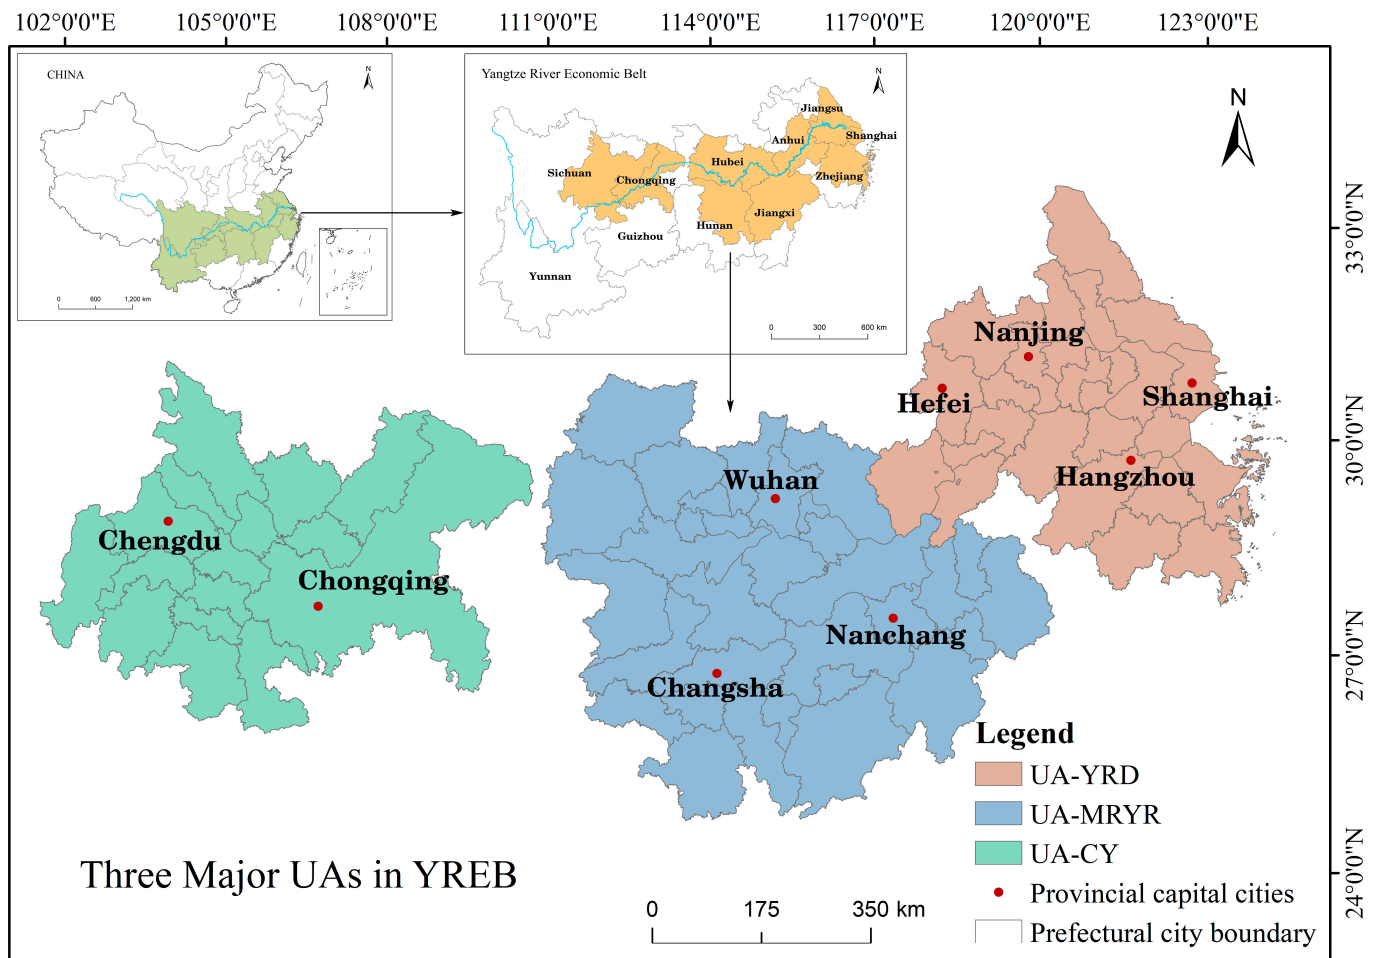 102°0'0"E
105°0'0"E
108°0'0"E
111°0'0"E
114°0'0"E
117°0'0"E
120°0'0"E
123°0'0"E
CHINA
N
0
600
1,200 km
Yangtze River Economic Belt
N
Jiangsu
Shanghai
Anhui
Hubei
Sichuan
Chongqing
Zhejiang
Jiangxi
Hunan
Guizhou
Yunnan
0
300
600 km
N
33°0'0"N
30°0'0"N
27°0'0"N
24°0'0"N
Nanjing
Shanghai
Hefei
Hangzhou
Wuhan
Chengdu
Chongqing
Nanchang
Changsha
Legend
UA-YRD
UA-MRYR
UA-CY
Provincial capital cities
Prefectural city boundary
Three Major UAs in YREB
0
175
350 km